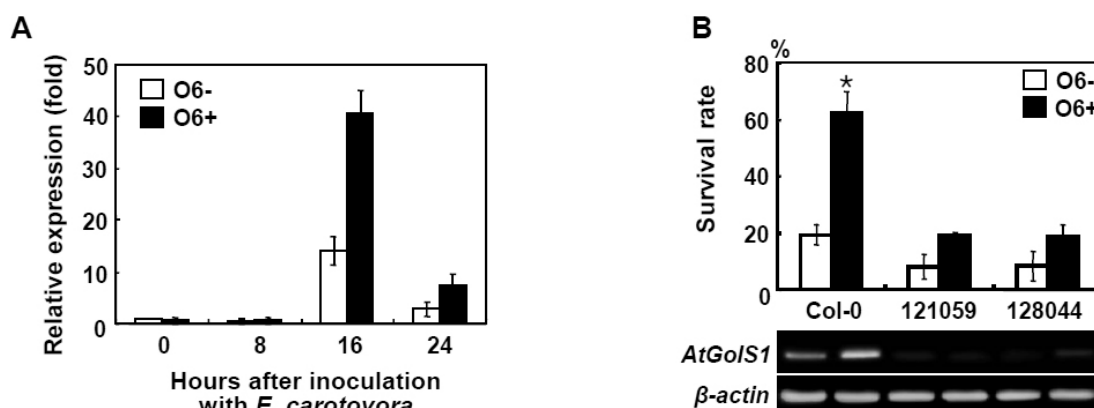 A
Relative expression (fold)
50
40
30
20
10
0
O6-
O6+
0 8 16 24
Hours after inoculation
with E. carotovora
B
%
Survival rate
80
60
40
20
0
*
O6-
O6+
Col-0 121059 128044
AtGolS1
β-actin